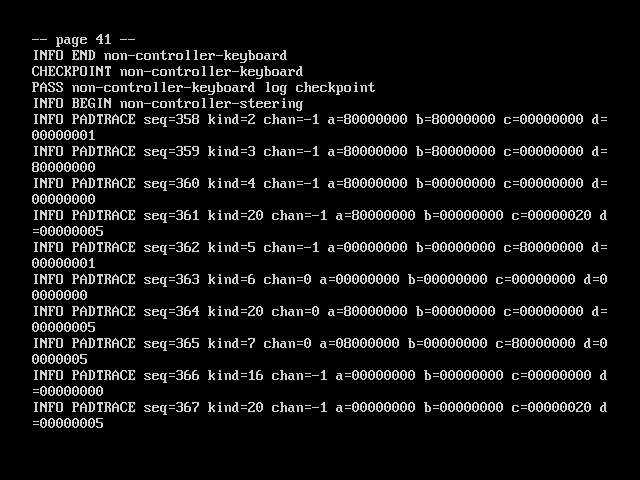 -- page 41 --
INFO END non-controller-keyboard
CHECKPOINT non-controller-keyboard
PASS non-controller-keyboard log checkpoint
INFO BEGIN non-controller-steering
INFO PADTRACE seq=358 kind=2 chan=-1 a=80000000 b=80000000 c=00000000 d=
00000001
INFO PADTRACE seq=359 kind=3 chan=-1 a=80000000 b=80000000 c=00000000 d=
80000000
INFO PADTRACE seq=360 kind=4 chan=-1 a=80000000 b=00000000 c=00000000 d=
00000000
INFO PADTRACE seq=361 kind=20 chan=-1 a=80000000 b=00000000 c=00000020 d
=00000005
INFO PADTRACE seq=362 kind=5 chan=-1 a=00000000 b=00000000 c=80000000 d=
00000001
INFO PADTRACE seq=363 kind=6 chan=0 a=00000000 b=00000000 c=00000000 d=0
0000000
INFO PADTRACE seq=364 kind=20 chan=0 a=80000000 b=00000000 c=00000000 d=
00000005
INFO PADTRACE seq=365 kind=7 chan=0 a=08000000 b=00000000 c=80000000 d=0
0000005
INFO PADTRACE seq=366 kind=16 chan=-1 a=00000000 b=00000000 c=00000000 d
=00000000
INFO PADTRACE seq=367 kind=20 chan=-1 a=00000000 b=00000000 c=00000020 d
=00000005